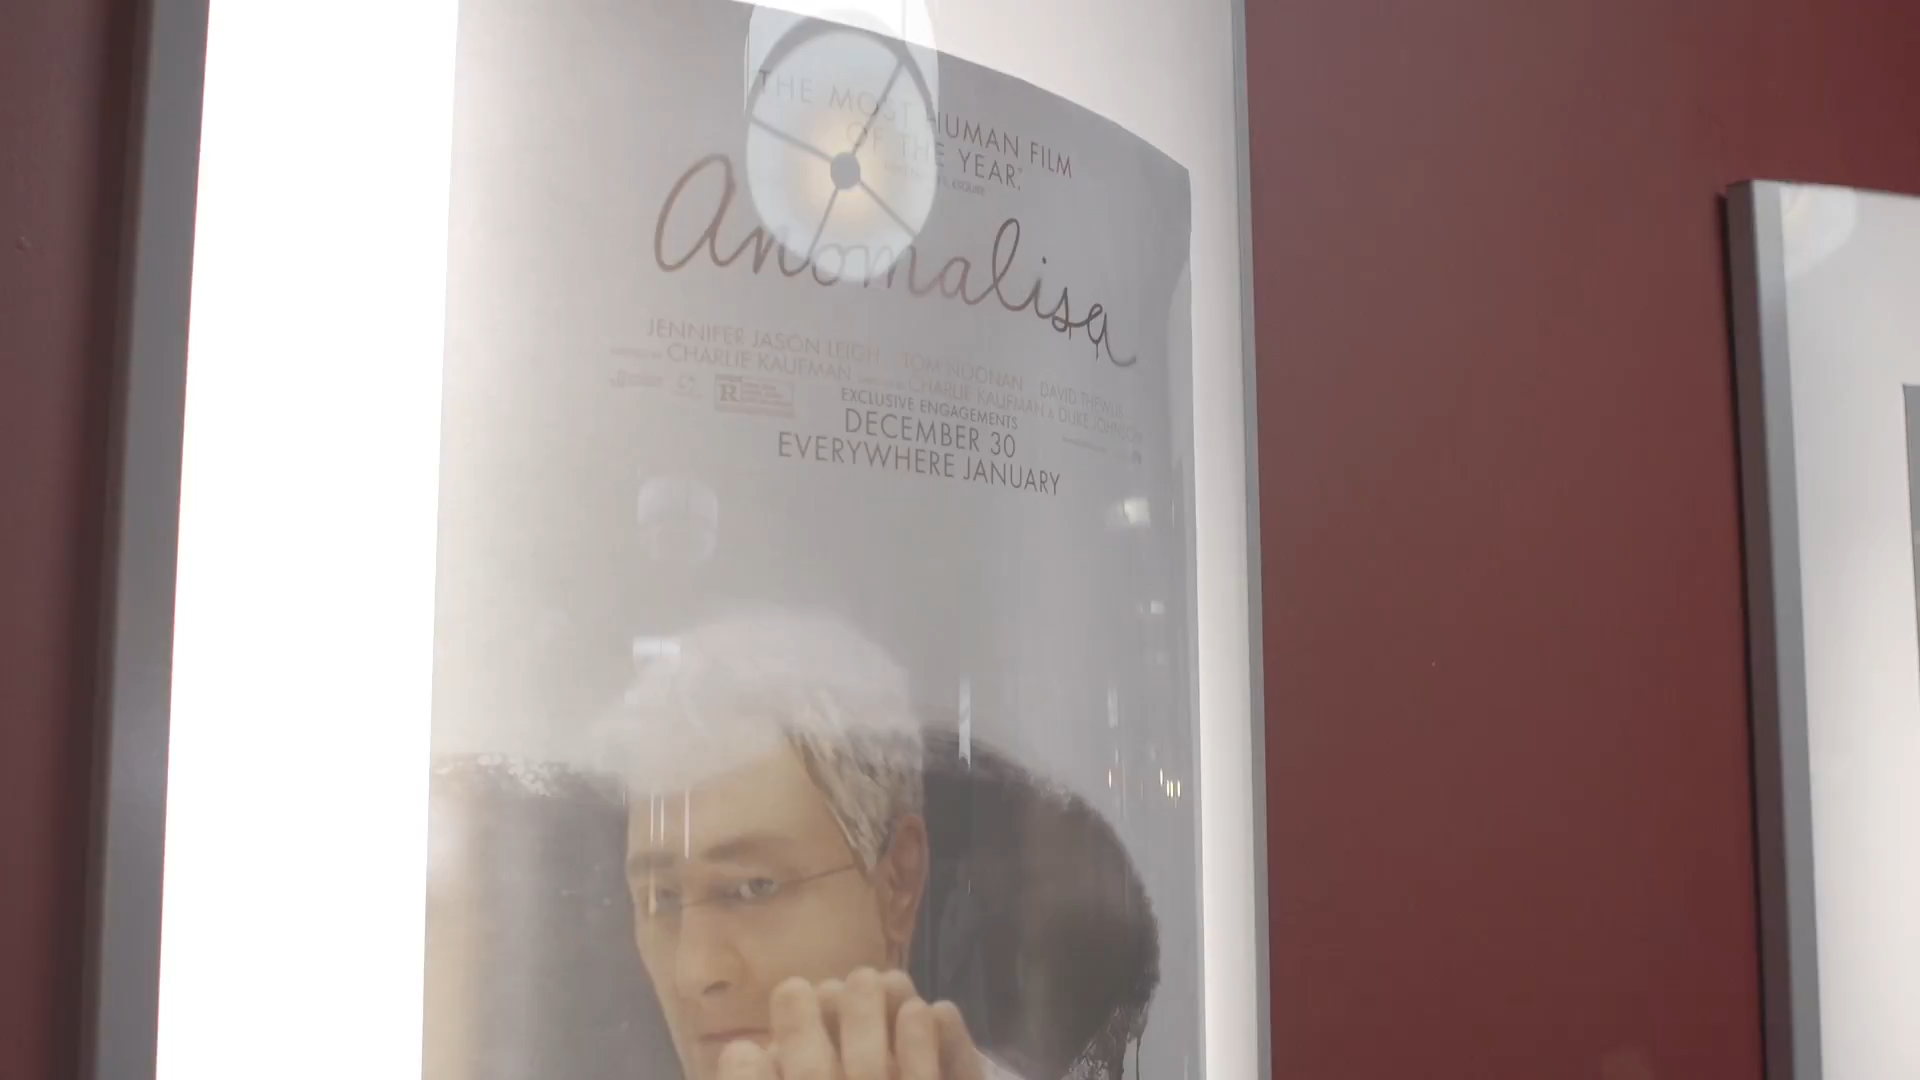 THE MOST HUMAN FILM
OF THE YEAR."
Anomalisa
JENNIFER JASON LEIGH TOM NOONAN DAVID THEWLIS
CHARLIE KAUFMAN CHARLIE KAUFMAN & DUKE JOHNSON
R
EXCLUSIVE ENGAGEMENTS
DECEMBER 30
EVERYWHERE JANUARY